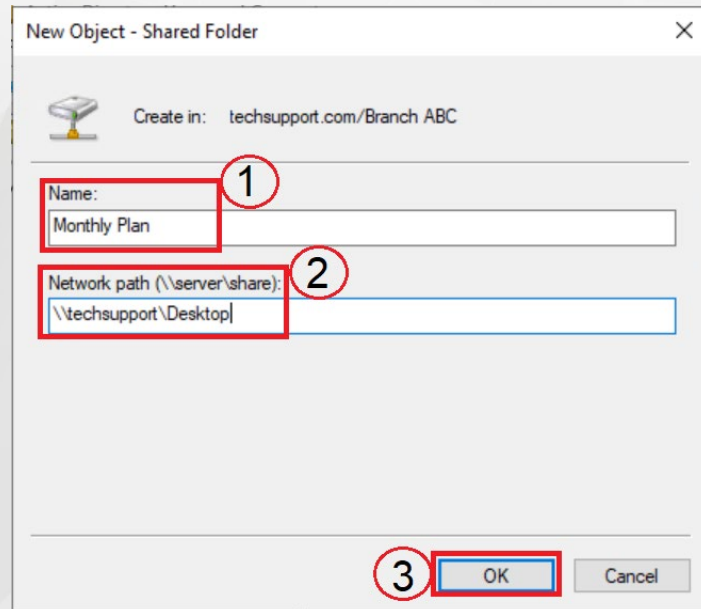 New Object - Shared Folder
Create in: techsupport.com/Branch ABC
1
Name:
Monthly Plan
2
Network path (\\server\share):
\\techsupport\Desktop
3
OK
Cancel